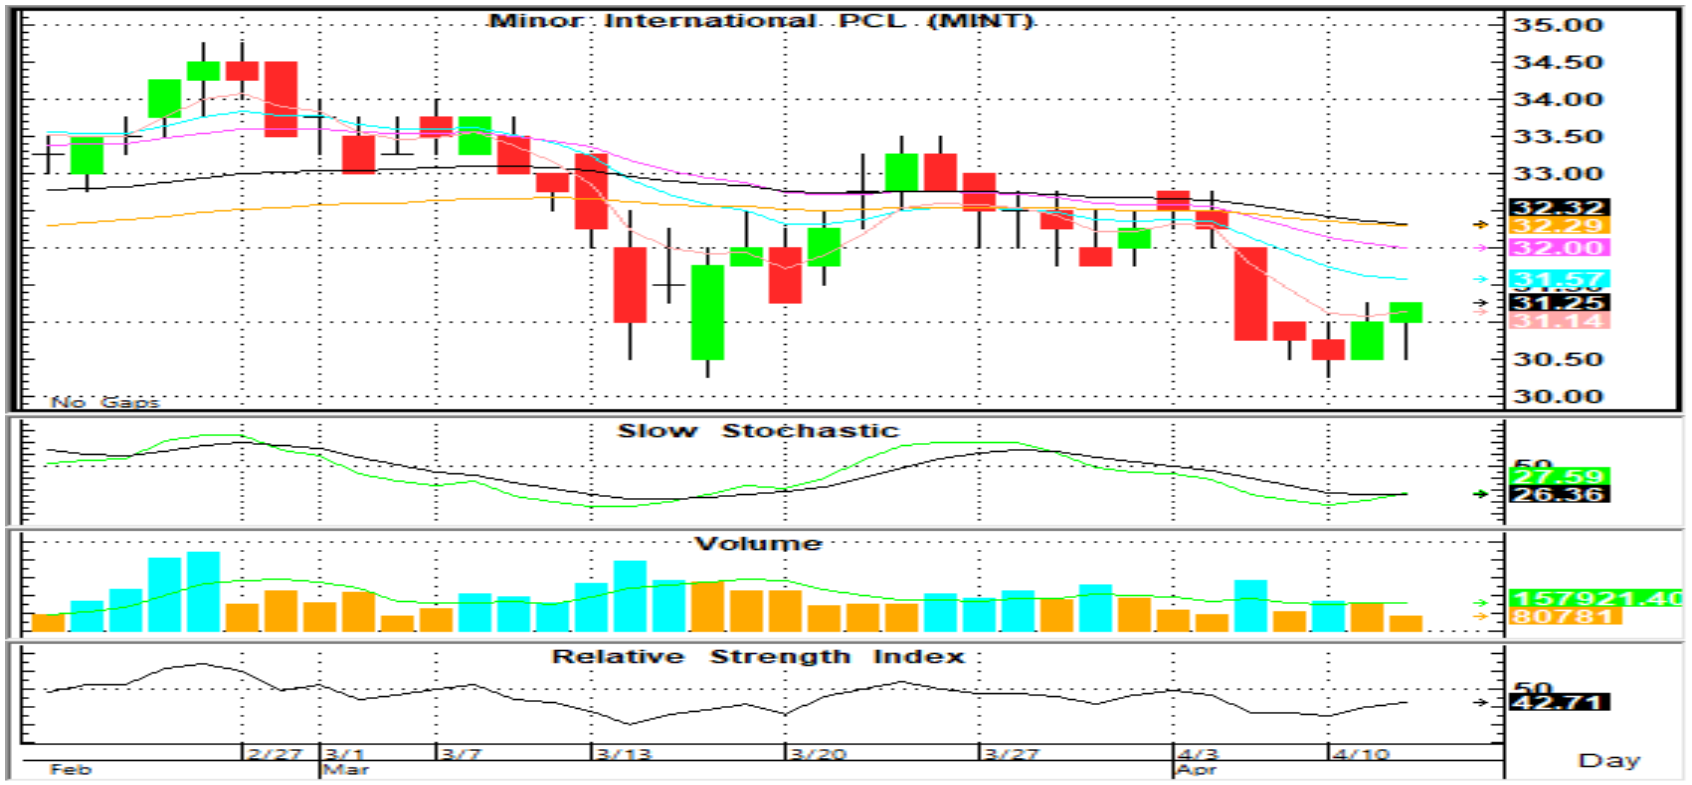 Minor International PCL (MINT)
35.00
34.50
34.00
33.50
33.00
32.32
32.29
32.00
31.57
31.25
31.14
30.50
30.00
No Gaps
Slow Stochastic
50
27.59
26.36
Volume
157921.40
80781
Relative Strength Index
50
42.71
2/27 3/1 3/7 3/13 3/20 3/27 4/3 4/10
Feb Mar Apr
Day